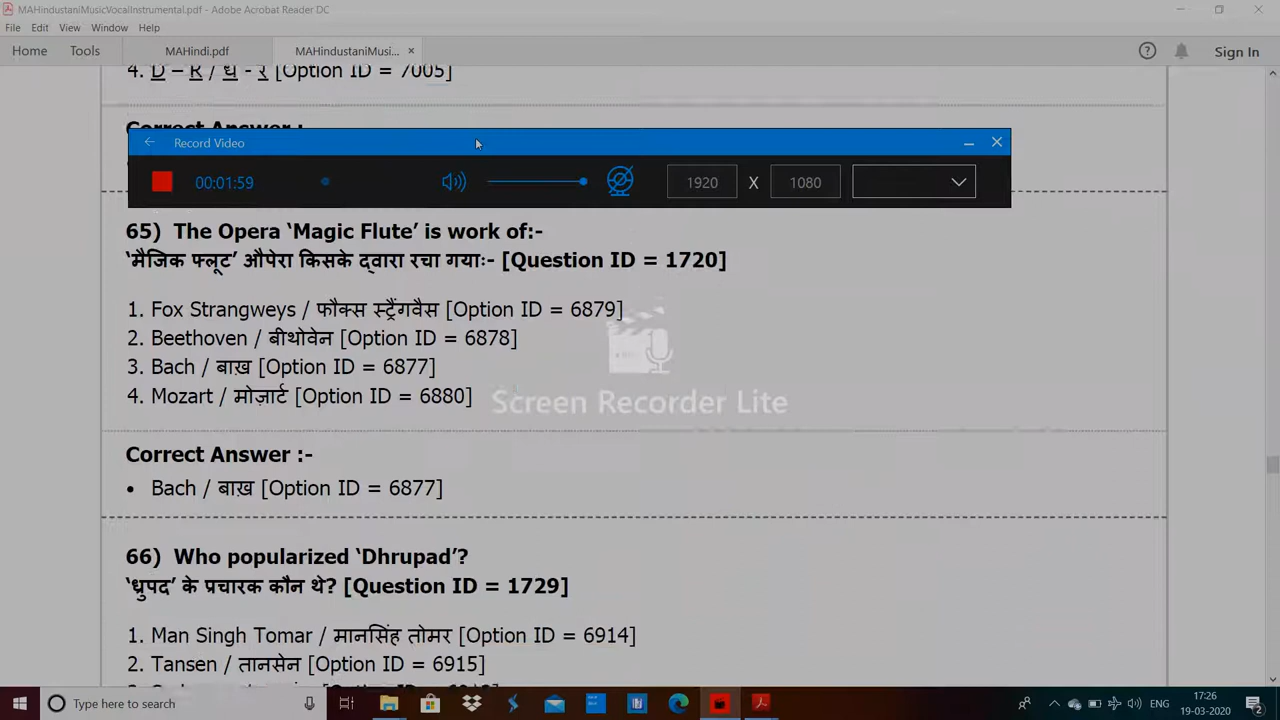 MAHindustaniMusicVocalInstrumental.pdf - Adobe Acrobat Reader DC
File Edit View Window Help
Home Tools MAHindi.pdf MAHindustaniMusi... × Sign In
4. D – R / ध - रे [Option ID = 7005]
Correct Answer :-
Record Video
00:01:59 1920 X 1080
65) The Opera ‘Magic Flute’ is work of:-
‘मैजिक फ्लूट’ औपेरा किसके द्वारा रचा गयाः- [Question ID = 1720]
1. Fox Strangweys / फौक्स स्ट्रैंगवैस [Option ID = 6879]
2. Beethoven / बीथोवेन [Option ID = 6878]
3. Bach / बाख़ [Option ID = 6877]
4. Mozart / मोज़ार्ट [Option ID = 6880]
Screen Recorder Lite
Correct Answer :-
• Bach / बाख़ [Option ID = 6877]
66) Who popularized ‘Dhrupad’?
‘ध्रुपद’ के प्रचारक कौन थे? [Question ID = 1729]
1. Man Singh Tomar / मानसिंह तोमर [Option ID = 6914]
2. Tansen / तानसेन [Option ID = 6915]
Type here to search
ENG
17:26
19-03-2020
2